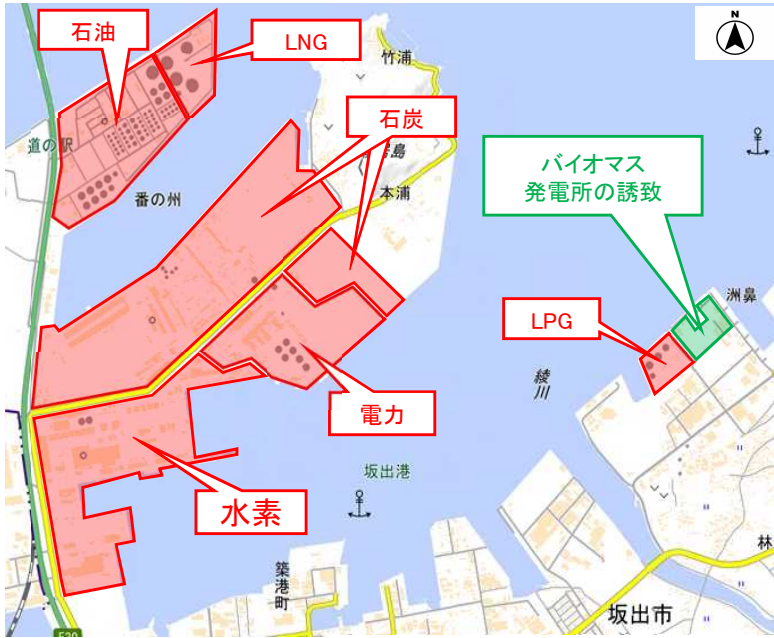 石油
LNG
N
竹浦
石炭
道の駅
島
本浦
番の州
バイオマス
発電所の誘致
洲鼻
LPG
綾川
電力
坂出港
水素
築港町
林
坂出市